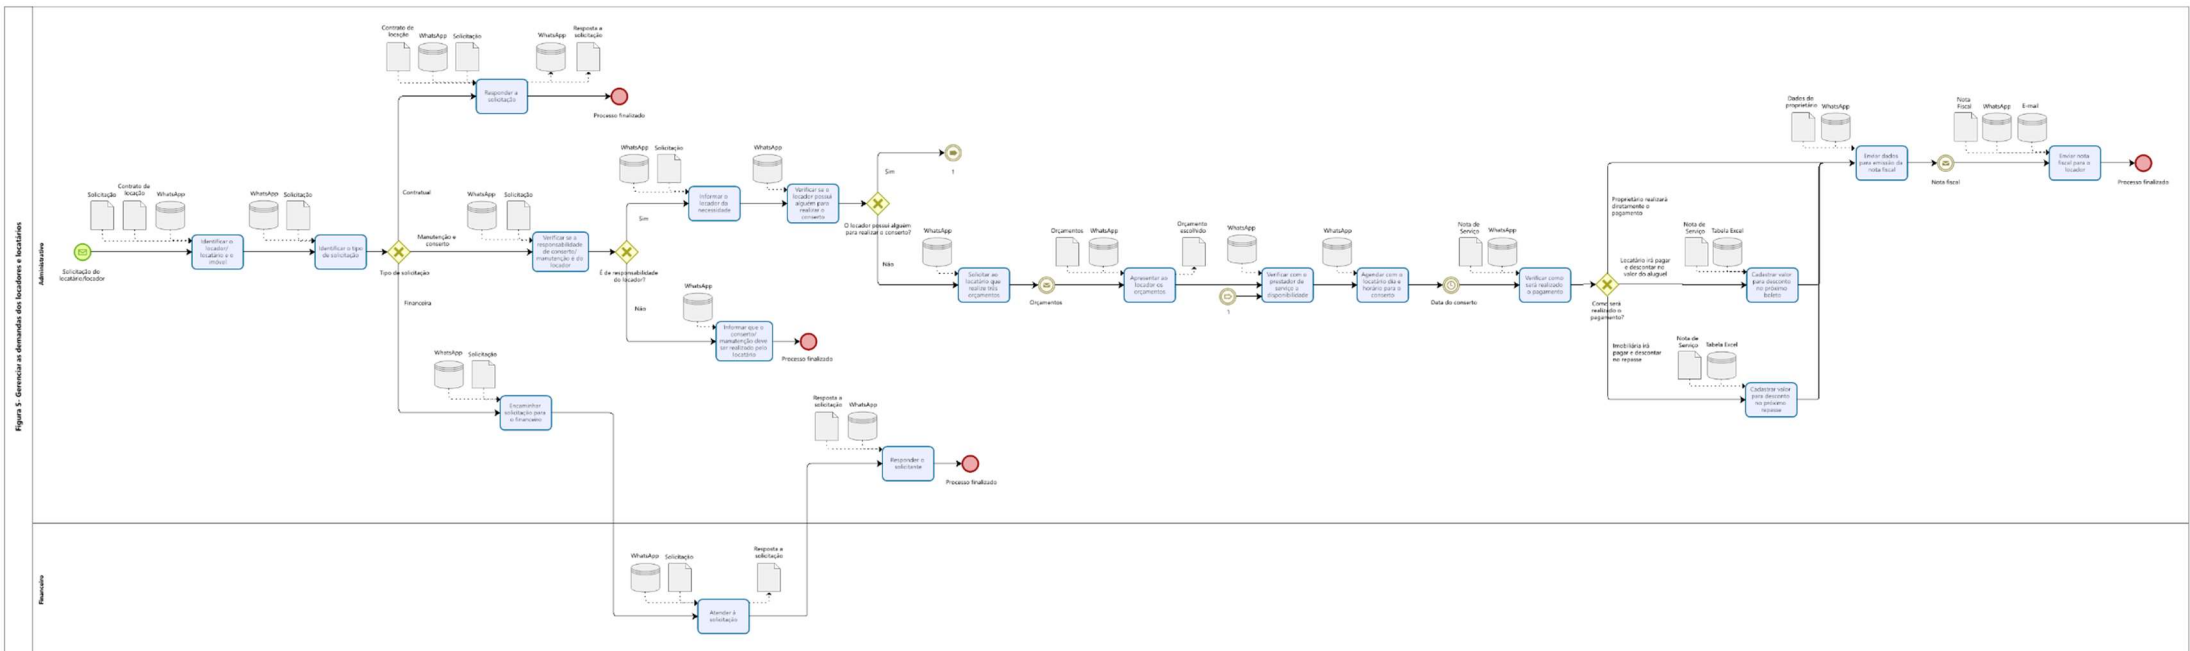 Figura 5- Gerenciar as demandas dos locadores e locatários
Administrativo
Financeiro
Solicitação do
locatário/locador
Solicitação
Contrato de
locação
WhatsApp
Identificar o
locador/
locatário e o
imóvel
WhatsApp
Solicitação
Identificar o tipo
de solicitação
Tipo de solicitação
Contratual
Manutenção e
conserto
Financeira
Contrato de
locação
WhatsApp
Solicitação
Responder a
solicitação
WhatsApp
Resposta a
solicitação
Processo finalizado
WhatsApp
Solicitação
Verificar se a
responsabilidade
de conserto/
manutenção é do
locador
É de responsabilidade
do locador?
Sim
Não
WhatsApp
Solicitação
Informar o
locador da
necessidade
WhatsApp
Verificar se o
locador possui
alguém para
realizar o
conserto
O locador possui alguém
para realizar o conserto?
Sim
1
Não
WhatsApp
Informar que o
conserto/
manutenção deve
ser realizado pelo
locatário
Processo finalizado
WhatsApp
Solicitar ao
locatário que
realize três
orçamentos
Orçamentos
Orçamentos
WhatsApp
Apresentar ao
locador os
orçamentos
Orçamento
escolhido
1
WhatsApp
Verificar com o
prestador de
serviço a
disponibilidade
WhatsApp
Agendar com o
locatário dia e
horário para o
conserto
Data do conserto
Nota de
Serviço
WhatsApp
Verificar como
será realizado
o pagamento
Como será
realizado o
pagamento?
Proprietário realizará
diretamente o
pagamento
Locatário irá pagar
e descontar no
valor do aluguel
Imobiliária irá
pagar e descontar
no repasse
Nota de
Serviço
Tabela Excel
Cadastrar valor
para desconto
no próximo
boleto
Nota de
Serviço
Tabela Excel
Cadastrar valor
para desconto
no próximo
repasse
Dados do
proprietário
WhatsApp
Enviar dados
para emissão da
nota fiscal
Nota fiscal
Nota
Fiscal
WhatsApp
E-mail
Enviar nota
fiscal para o
locador
Processo finalizado
WhatsApp
Solicitação
Encaminhar
solicitação para
o financeiro
WhatsApp
Solicitação
Atender à
solicitação
Resposta a
solicitação
Resposta a
solicitação
WhatsApp
Responder o
solicitante
Processo finalizado